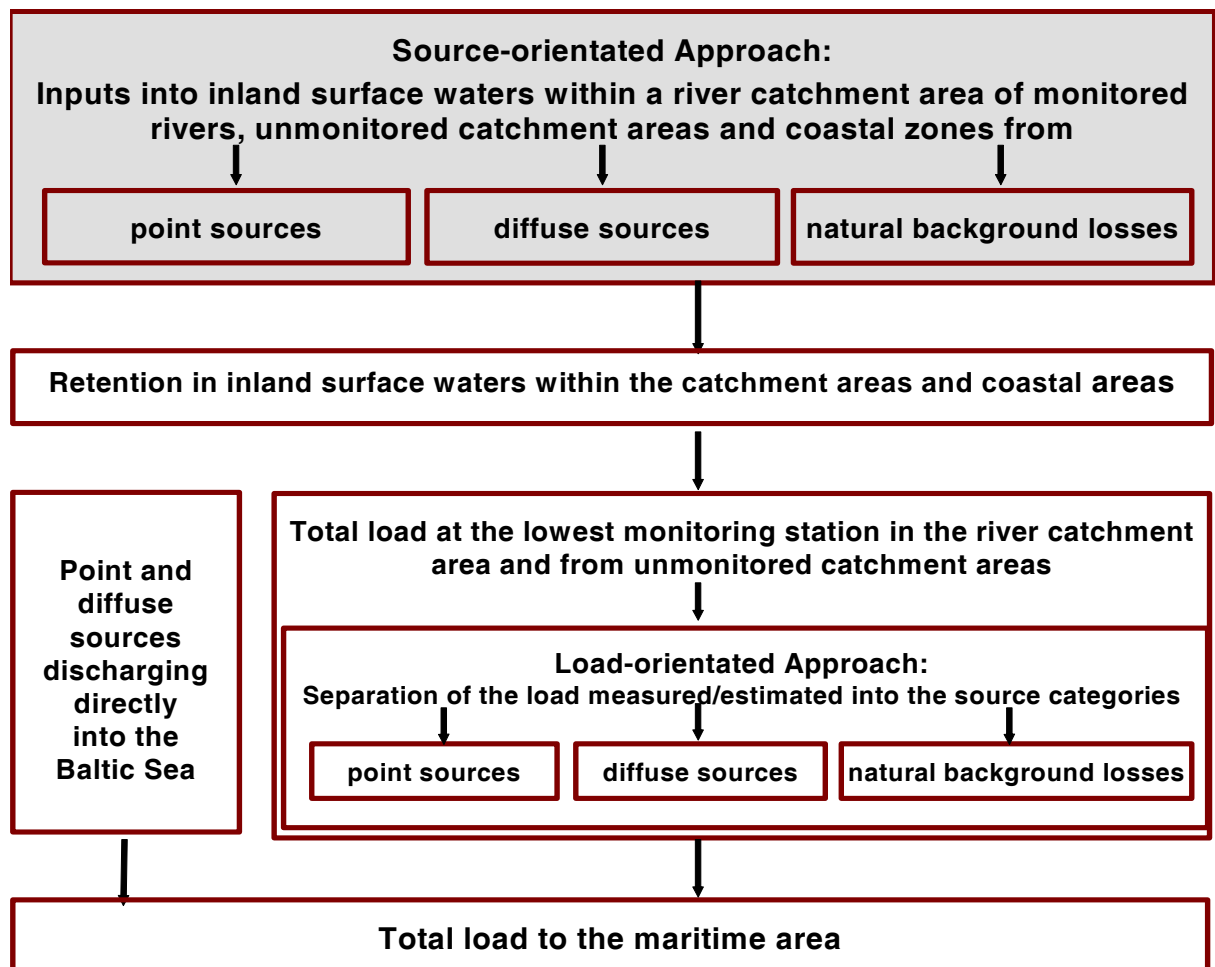 Source-orientated Approach:
Inputs into inland surface waters within a river catchment area of monitored
rivers, unmonitored catchment areas and coastal zones from
point sources
diffuse sources
natural background losses
Retention in inland surface waters within the catchment areas and coastal areas
Point and
diffuse
sources
discharging
directly
into the
Baltic Sea
Total load at the lowest monitoring station in the river catchment
area and from unmonitored catchment areas
Load-orientated Approach:
Separation of the load measured/estimated into the source categories
point sources
diffuse sources
natural background losses
Total load to the maritime area